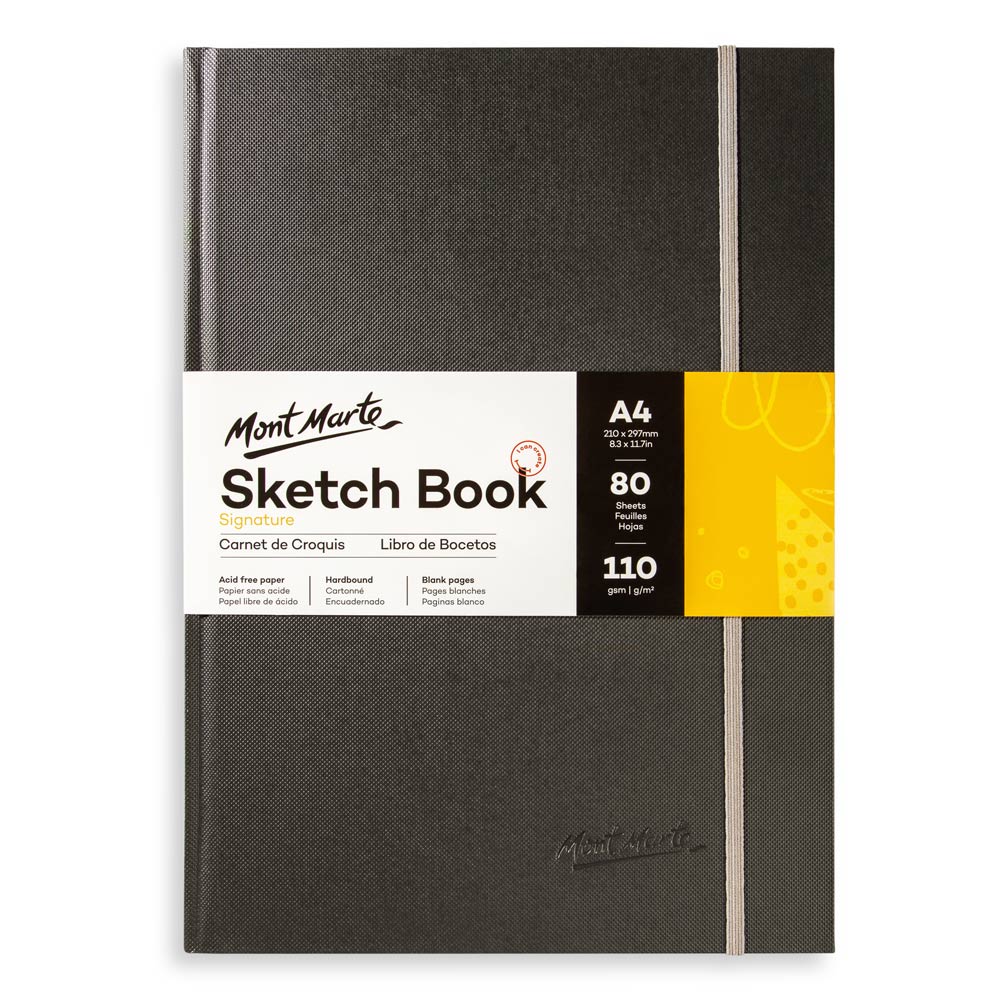 Mont Marte
I can create
Sketch Book
Signature
Carnet de Croquis Libro de Bocetos
Acid free paper
Papier sans acide
Papel libre de ácido
Hardbound
Cartonné
Encuadernado
Blank pages
Pages blanches
Paginas blanco
A4
210 x 297mm
8.3 x 11.7in
80
Sheets
Feuilles
Hojas
110
gsm | g/m²
Mont Marte